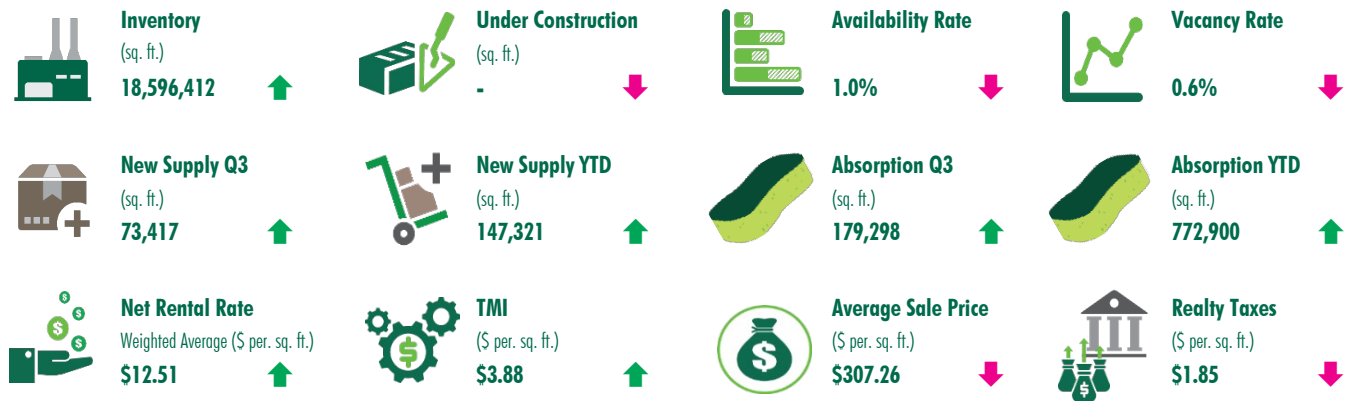 Inventory
(sq. ft.)
18,596,412
Under Construction
(sq. ft.)
-
Availability Rate
1.0%
Vacancy Rate
0.6%
New Supply Q3
(sq. ft.)
73,417
New Supply YTD
(sq. ft.)
147,321
Absorption Q3
(sq. ft.)
179,298
Absorption YTD
(sq. ft.)
772,900
Net Rental Rate
Weighted Average ($ per. sq. ft.)
$12.51
TMI
($ per. sq. ft.)
$3.88
Average Sale Price
($ per. sq. ft.)
$307.26
Realty Taxes
($ per. sq. ft.)
$1.85